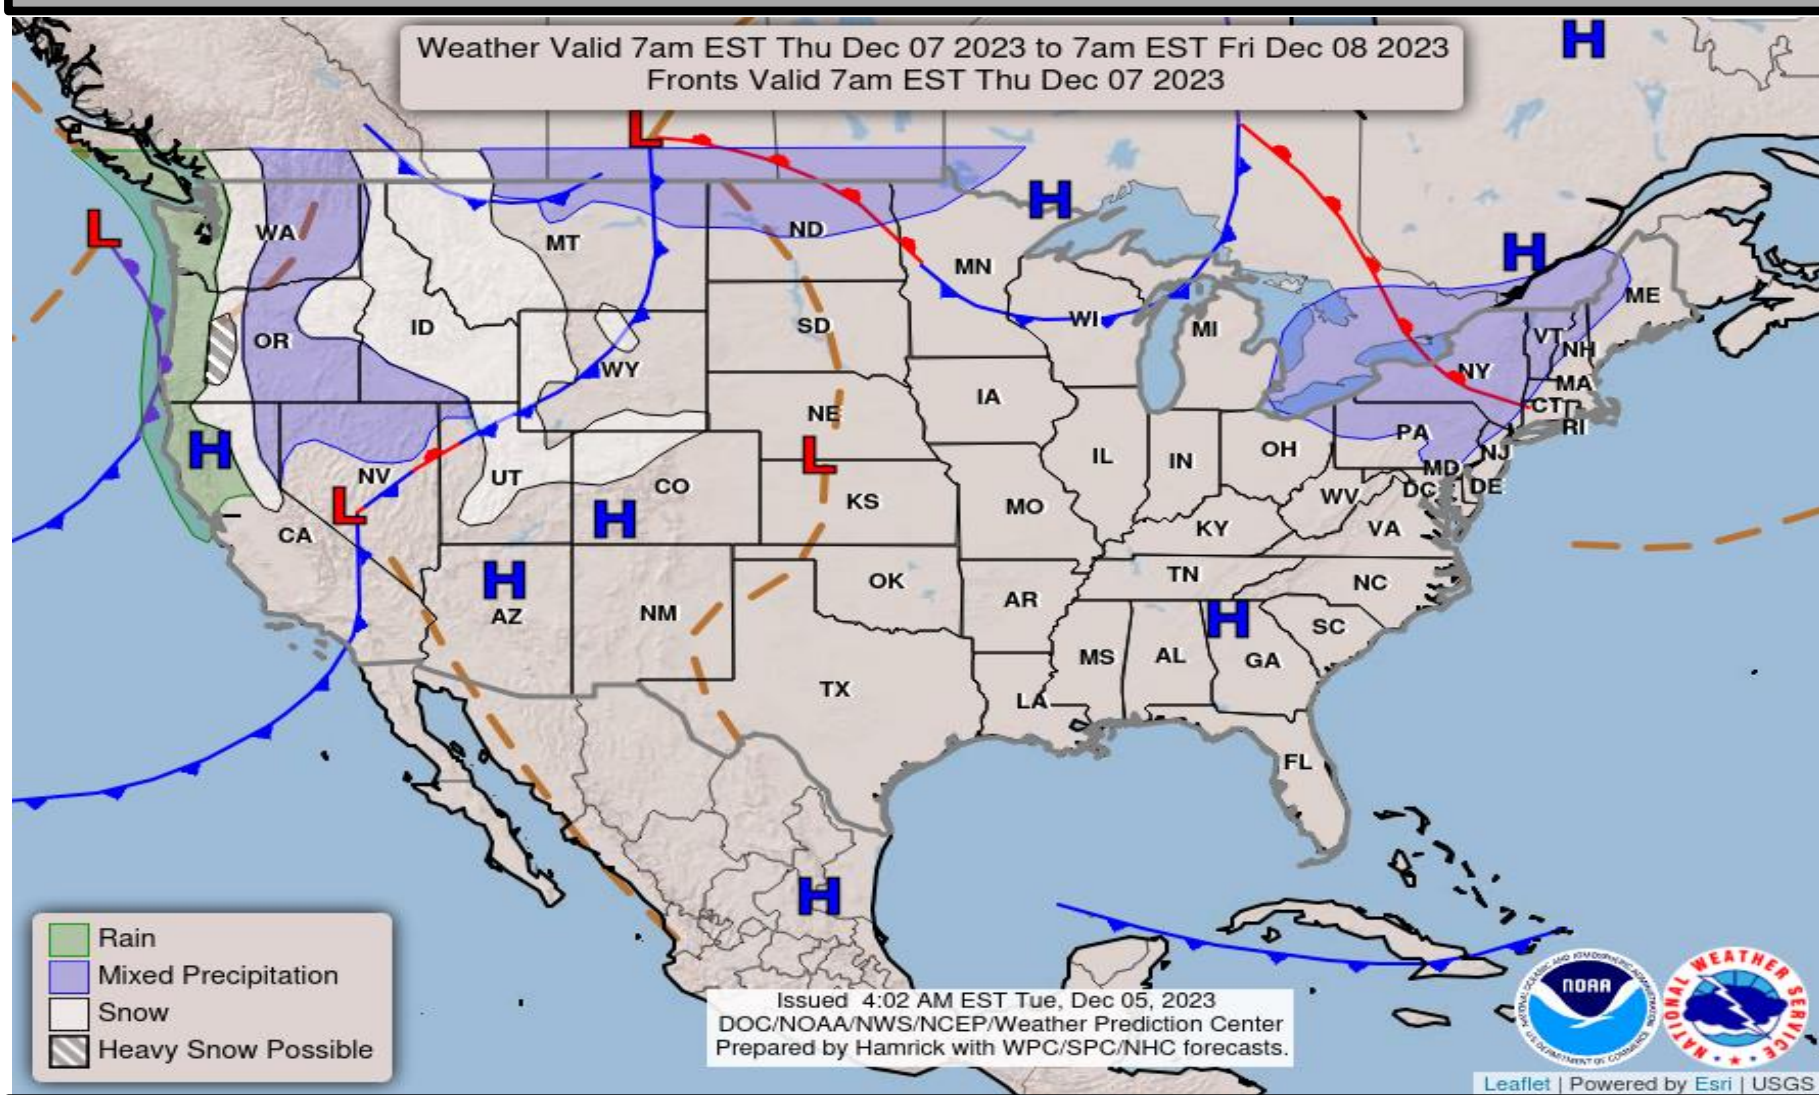 Weather Valid 7am EST Thu Dec 07 2023 to 7am EST Fri Dec 08 2023
Fronts Valid 7am EST Thu Dec 07 2023
H
L
H
L
WA
MT
ND
MN
H
ME
ID
OR
SD
WI
MI
VT
NH
WY
NY
MA
IA
NE
CT
RI
H
L
PA
NJ
NV
UT
CO
KS
IL
IN
OH
MD
DE
DC
WV
L
H
CA
MO
KY
VA
H
AZ
NM
OK
AR
TN
NC
H
SC
TX
MS
AL
GA
LA
FL
H
Rain
Mixed Precipitation
Snow
Heavy Snow Possible
Issued 4:02 AM EST Tue, Dec 05, 2023
DOC/NOAA/NWS/NCEP/Weather Prediction Center
Prepared by Hamrick with WPC/SPC/NHC forecasts.
NOAA
NATIONAL WEATHER SERVICE
Leaflet | Powered by Esri | USGS